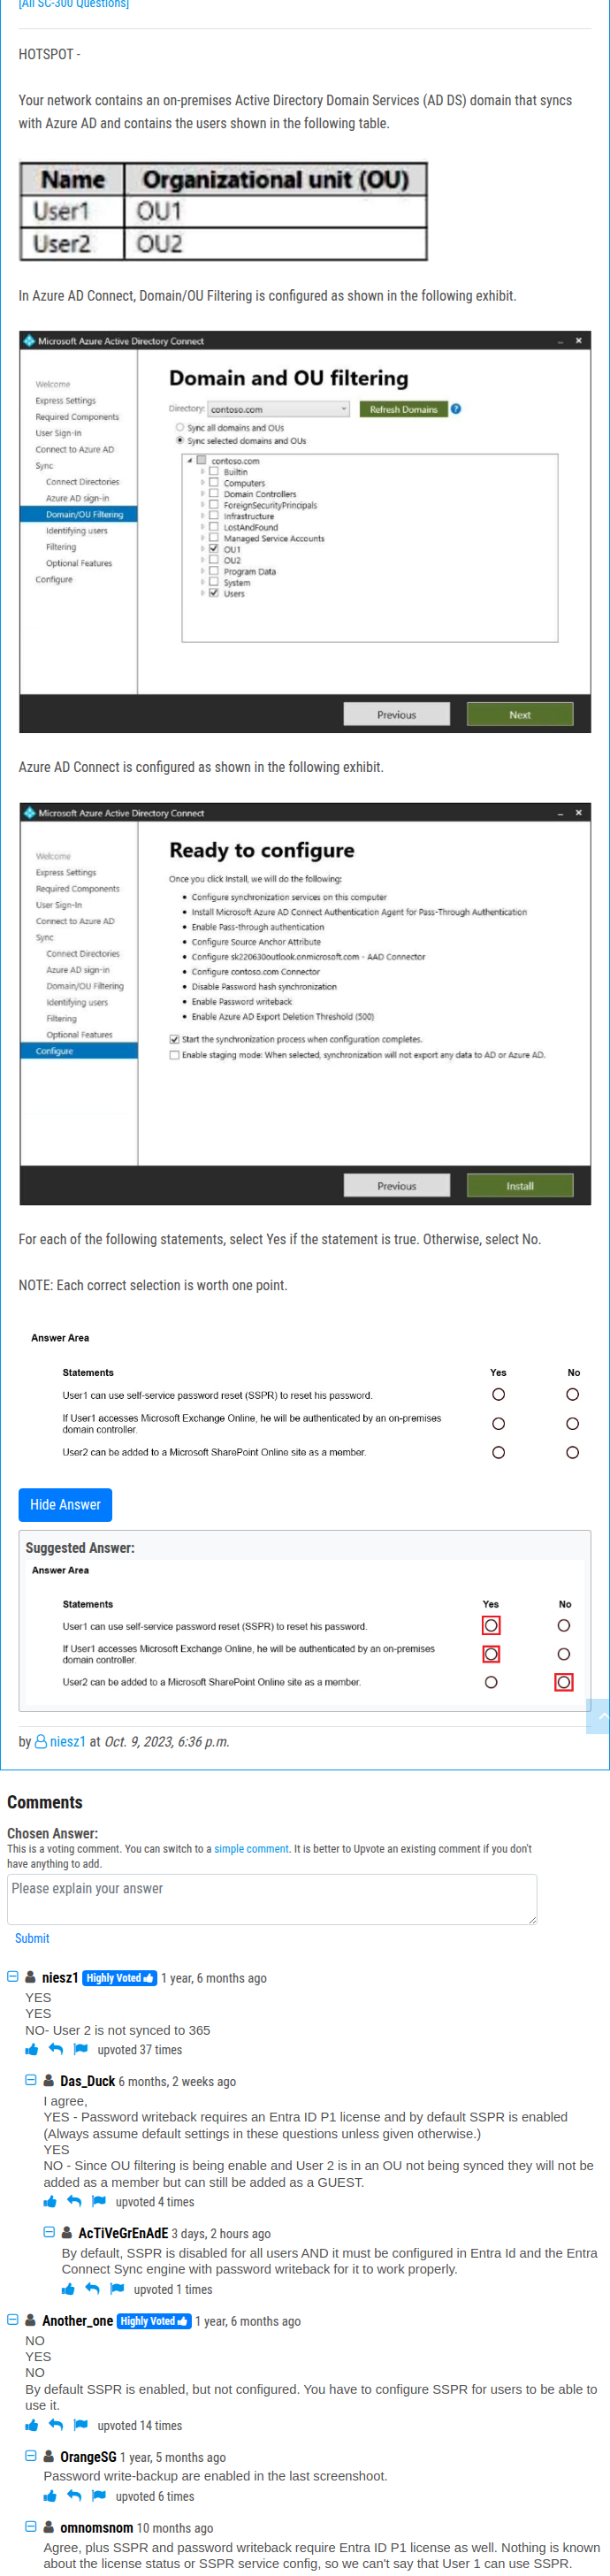 [All SC-300 Questions]
HOTSPOT -
Your network contains an on-premises Active Directory Domain Services (AD DS) domain that syncs
with Azure AD and contains the users shown in the following table.
Name Organizational unit (OU)
User1 OU1
User2 OU2
In Azure AD Connect, Domain/OU Filtering is configured as shown in the following exhibit.
Microsoft Azure Active Directory Connect
Welcome
Express Settings
Required Components
User Sign-In
Connect to Azure AD
Sync
Connect Directories
Azure AD sign-in
Domain/OU Filtering
Identifying users
Filtering
Optional Features
Configure
Domain and OU filtering
Directory: contoso.com Refresh Domains ?
Sync all domains and OUs
Sync selected domains and OUs
contoso.com
Builtin
Computers
Domain Controllers
ForeignSecurityPrincipals
Infrastructure
LostAndFound
Managed Service Accounts
OU1
OU2
Program Data
System
Users
Previous Next
Azure AD Connect is configured as shown in the following exhibit.
Microsoft Azure Active Directory Connect
Welcome
Express Settings
Required Components
User Sign-In
Connect to Azure AD
Sync
Connect Directories
Azure AD sign-in
Domain/OU Filtering
Identifying users
Filtering
Optional Features
Configure
Ready to configure
Once you click Install, we will do the following:
• Configure synchronization services on this computer
• Install Microsoft Azure AD Connect Authentication Agent for Pass-Through Authentication
• Enable Pass-through authentication
• Configure Source Anchor Attribute
• Configure sk220630outlook.onmicrosoft.com - AAD Connector
• Configure contoso.com Connector
• Disable Password hash synchronization
• Enable Password writeback
• Enable Azure AD Export Deletion Threshold (500)
Start the synchronization process when configuration completes.
Enable staging mode: When selected, synchronization will not export any data to AD or Azure AD.
Previous Install
For each of the following statements, select Yes if the statement is true. Otherwise, select No.
NOTE: Each correct selection is worth one point.
Answer Area
Statements Yes No
User1 can use self-service password reset (SSPR) to reset his password.
If User1 accesses Microsoft Exchange Online, he will be authenticated by an on-premises
domain controller.
User2 can be added to a Microsoft SharePoint Online site as a member.
Hide Answer
Suggested Answer:
Answer Area
Statements Yes No
User1 can use self-service password reset (SSPR) to reset his password.
If User1 accesses Microsoft Exchange Online, he will be authenticated by an on-premises
domain controller.
User2 can be added to a Microsoft SharePoint Online site as a member.
by niesz1 at Oct. 9, 2023, 6:36 p.m.
Comments
Chosen Answer:
This is a voting comment. You can switch to a simple comment. It is better to Upvote an existing comment if you don't
have anything to add.
Please explain your answer
Submit
niesz1 Highly Voted 1 year, 6 months ago
YES
YES
NO- User 2 is not synced to 365
upvoted 37 times
Das_Duck 6 months, 2 weeks ago
I agree,
YES - Password writeback requires an Entra ID P1 license and by default SSPR is enabled
(Always assume default settings in these questions unless given otherwise.)
YES
NO - Since OU filtering is being enable and User 2 is in an OU not being synced they will not be
added as a member but can still be added as a GUEST.
upvoted 4 times
AcTiVeGrEnAdE 3 days, 2 hours ago
By default, SSPR is disabled for all users AND it must be configured in Entra Id and the Entra
Connect Sync engine with password writeback for it to work properly.
upvoted 1 times
Another_one Highly Voted 1 year, 6 months ago
NO
YES
NO
By default SSPR is enabled, but not configured. You have to configure SSPR for users to be able to
use it.
upvoted 14 times
OrangeSG 1 year, 5 months ago
Password write-backup are enabled in the last screenshoot.
upvoted 6 times
omnomsnom 10 months ago
Agree, plus SSPR and password writeback require Entra ID P1 license as well. Nothing is known
about the license status or SSPR service config, so we can't say that User 1 can use SSPR.